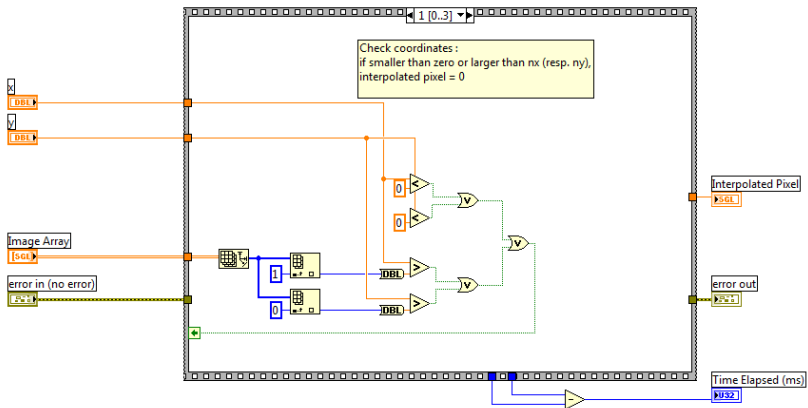 1 [0..3]
Check coordinates :
if smaller than zero or larger than nx (resp. ny),
interpolated pixel = 0
x
DBL
y
DBL
0
<
V
Interpolated Pixel
SGL
0
<
V
Image Array
[SGL]
1
DBL
>
error in (no error)
V
error out
0
DBL
>
Time Elapsed (ms)
U32
-